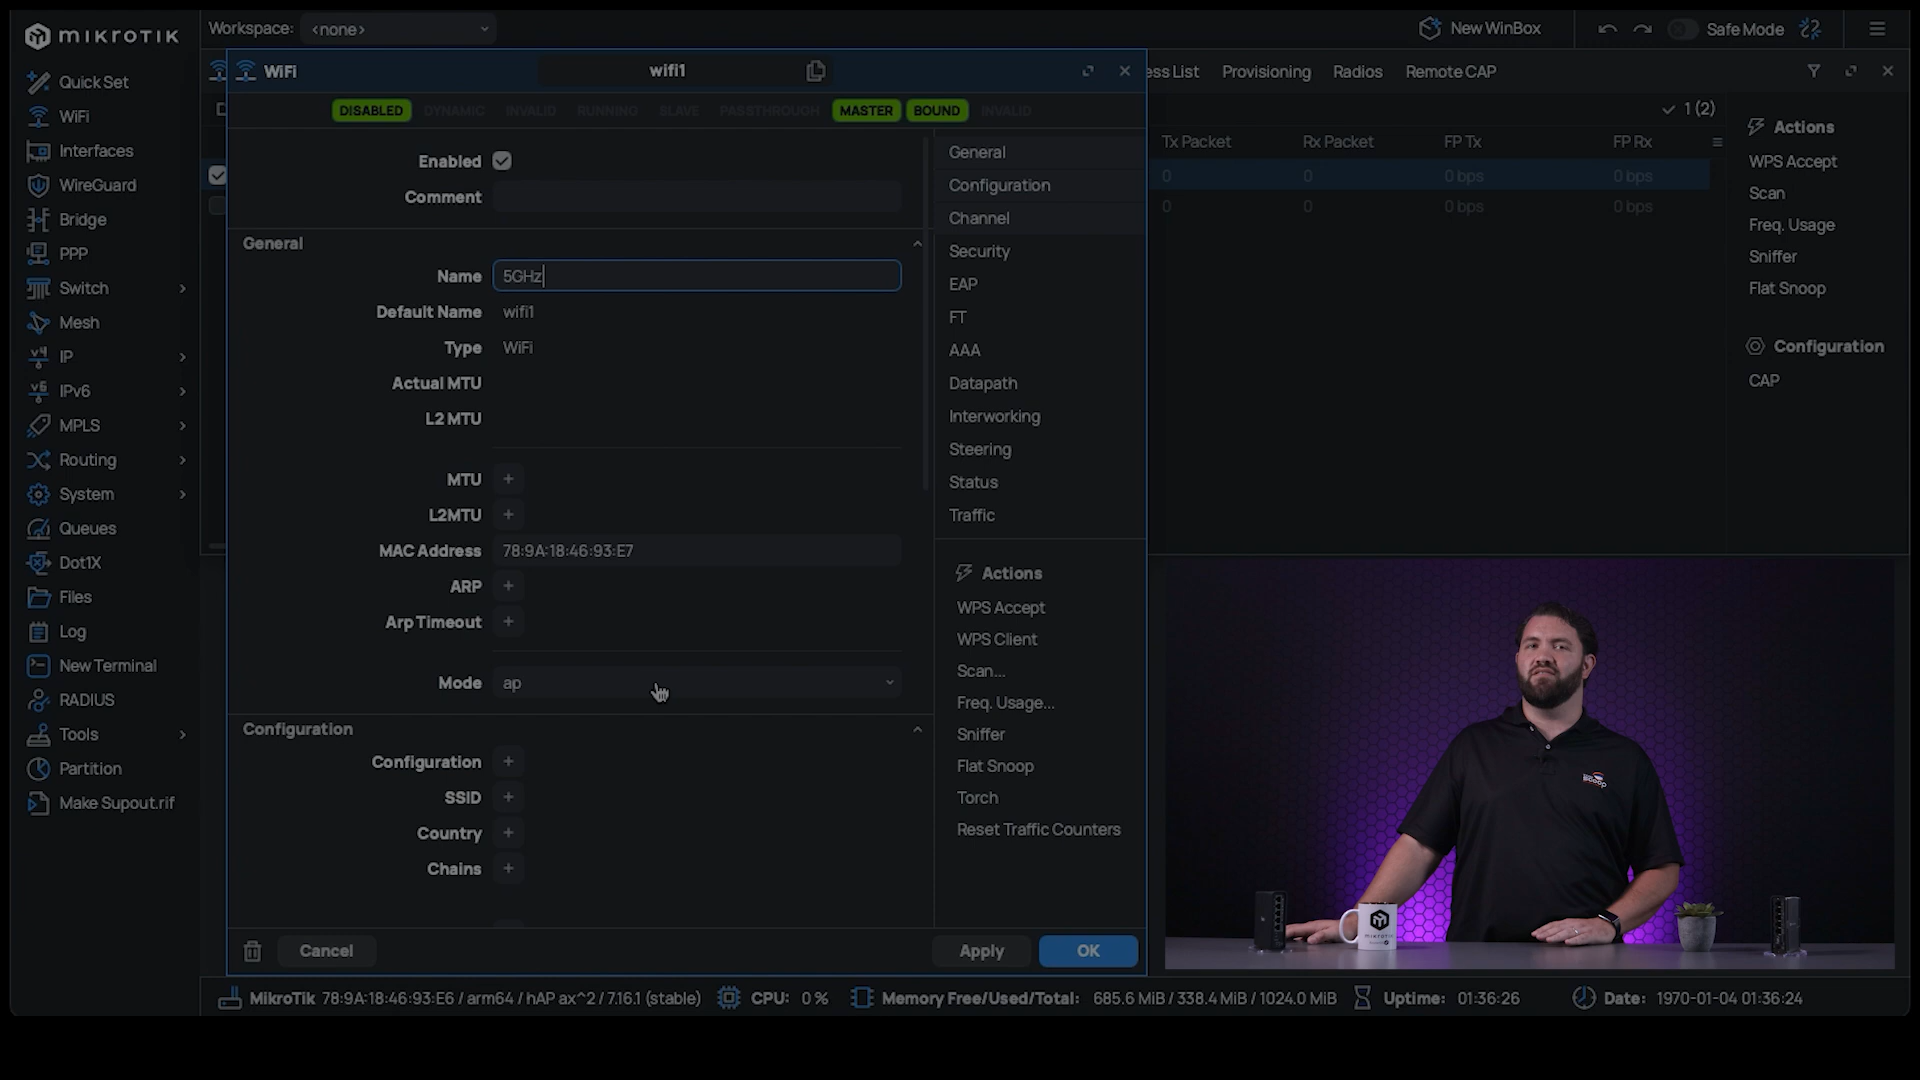 mikrotik
Workspace: <none>
New WinBox
Safe Mode
Quick Set
WiFi
Interfaces
WireGuard
Bridge
PPP
Switch
Mesh
IP
IPv6
MPLS
Routing
System
Queues
Dot1X
Files
Log
New Terminal
RADIUS
Tools
Partition
Make Supout.rif
WiFi
wifi1
DISABLED DYNAMIC INVALID RUNNING SLAVE PASSTHROUGH MASTER BOUND INVALID
Enabled
Comment
General
Name 5GHz
Default Name wifi1
Type WiFi
Actual MTU
L2 MTU
MTU +
L2MTU +
MAC Address 78:9A:18:46:93:E7
ARP +
Arp Timeout +
Mode ap
Configuration
Configuration +
SSID +
Country +
Chains +
Cancel
Apply
OK
General
Configuration
Channel
Security
EAP
FT
AAA
Datapath
Interworking
Steering
Status
Traffic
Actions
WPS Accept
WPS Client
Scan...
Freq. Usage...
Sniffer
Flat Snoop
Torch
Reset Traffic Counters
ess List Provisioning Radios Remote CAP
1 (2)
Tx Packet Rx Packet FP Tx FP Rx
0 0 0 bps 0 bps
0 0 0 bps 0 bps
Actions
WPS Accept
Scan
Freq. Usage
Sniffer
Flat Snoop
Configuration
CAP
mikrotik
MikroTik 78:9A:18:46:93:E6 / arm64 / hAP ax^2 / 7.16.1 (stable) CPU: 0 % Memory Free/Used/Total: 685.6 MiB / 338.4 MiB / 1024.0 MiB Uptime: 01:36:26 Date: 1970-01-04 01:36:24